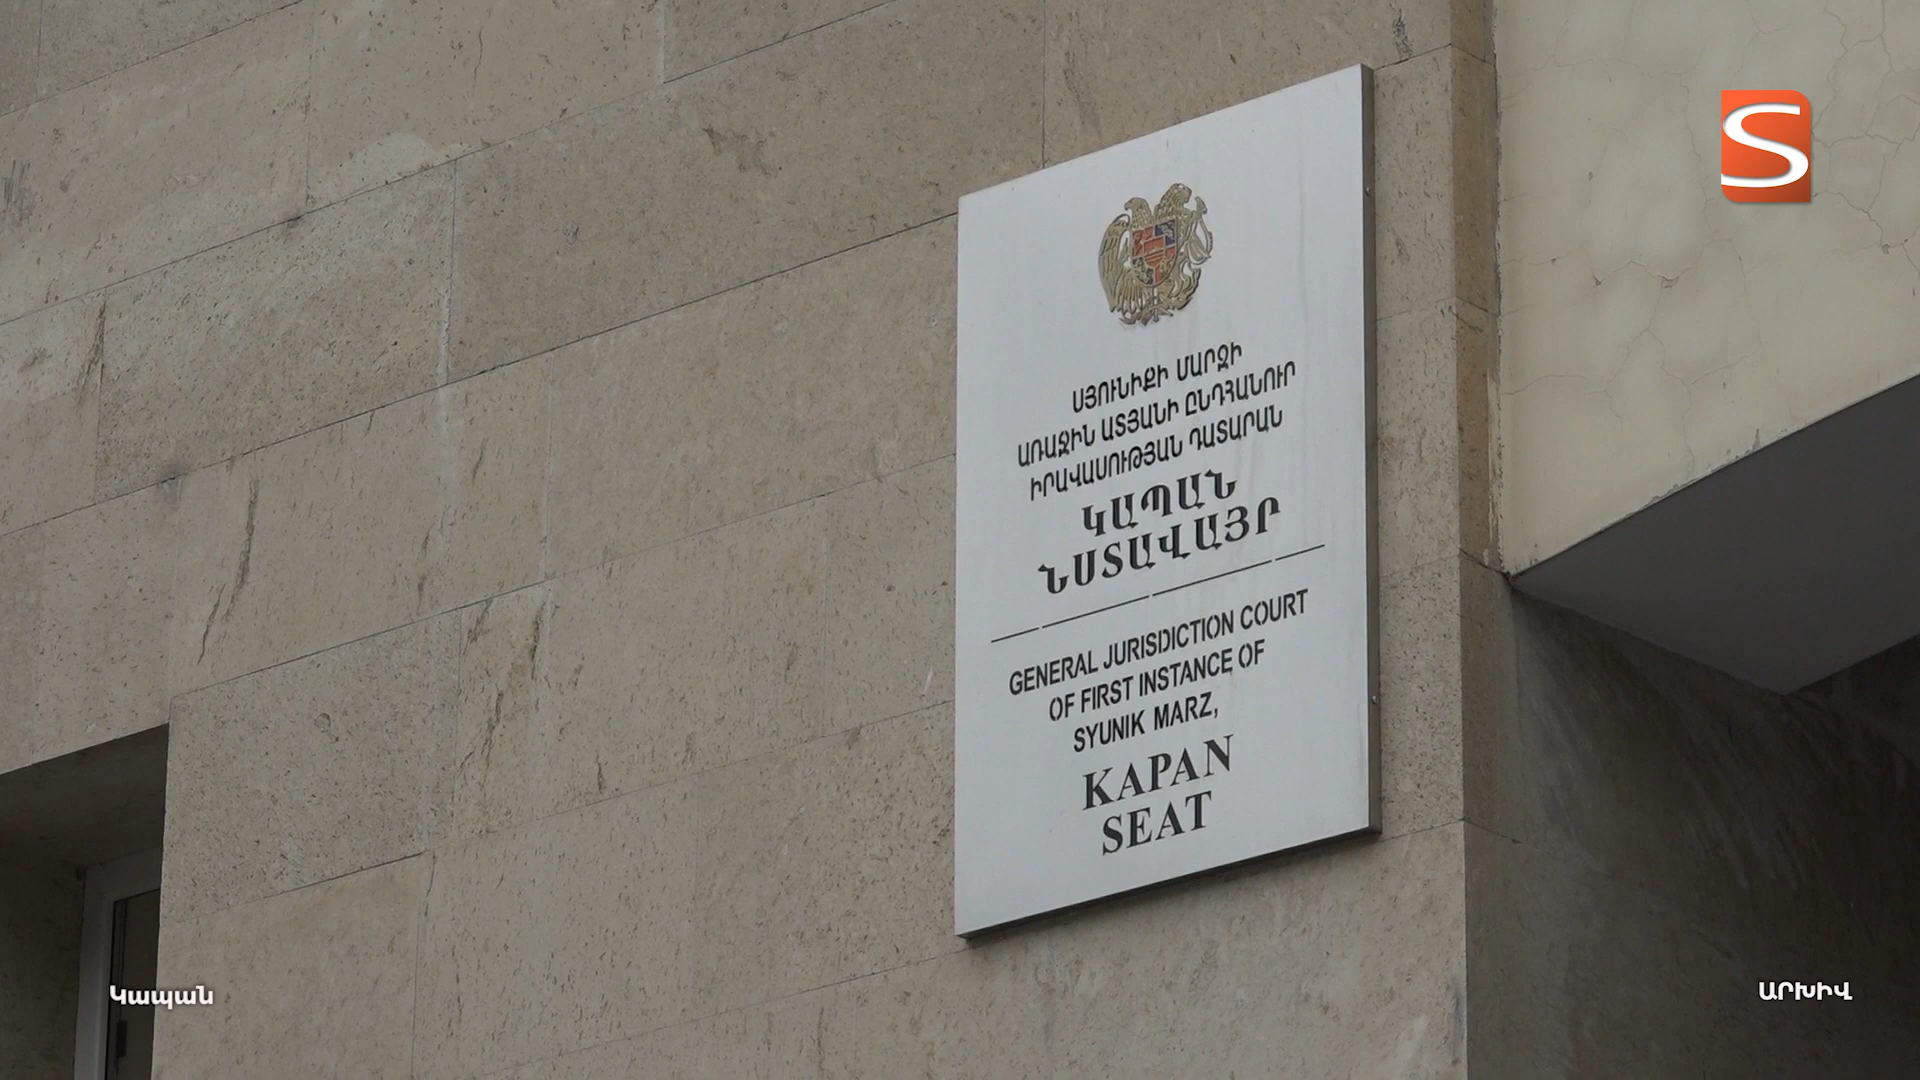 S
ՍՅՈՒՆԻՔԻ ՄԱՐԶԻ
ԱՌԱՋԻՆ ԱՏՅԱՆԻ ԸՆԴՀԱՆՈՒՐ
ԻՐԱՎԱՍՈՒԹՅԱՆ ԴԱՏԱՐԱՆ
ԿԱՊԱՆ
ՆՍՏԱՎԱՅՐ
GENERAL JURISDICTION COURT
OF FIRST INSTANCE OF
SYUNIK MARZ,
KAPAN
SEAT
Կապան
ԱՐԽԻՎ